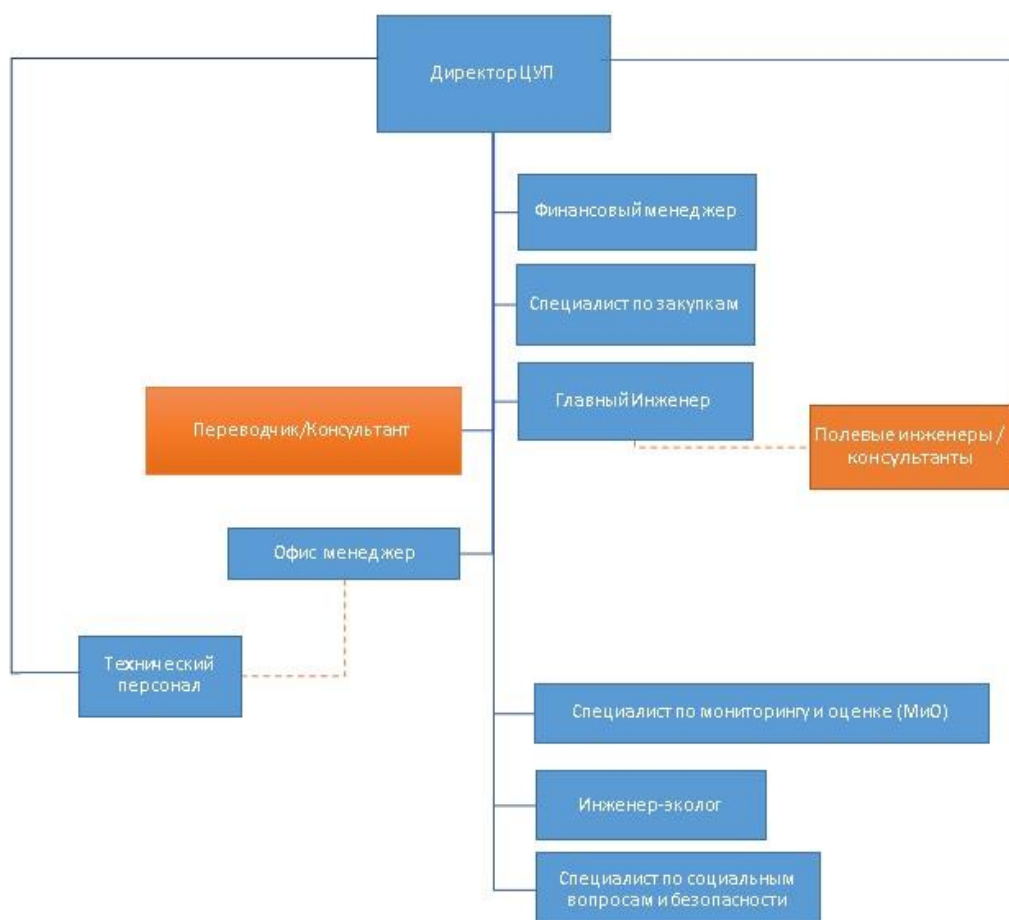 Директор ЦУП
Финансовый менеджер
Специалист по закупкам
Главный Инженер
Переводчик/Консультант
Полевые инженеры /
консультанты
Офис менеджер
Технический
персонал
Специалист по мониторингу и оценке (МиО)
Инженер-эколог
Специалист по социальным
вопросам и безопасности